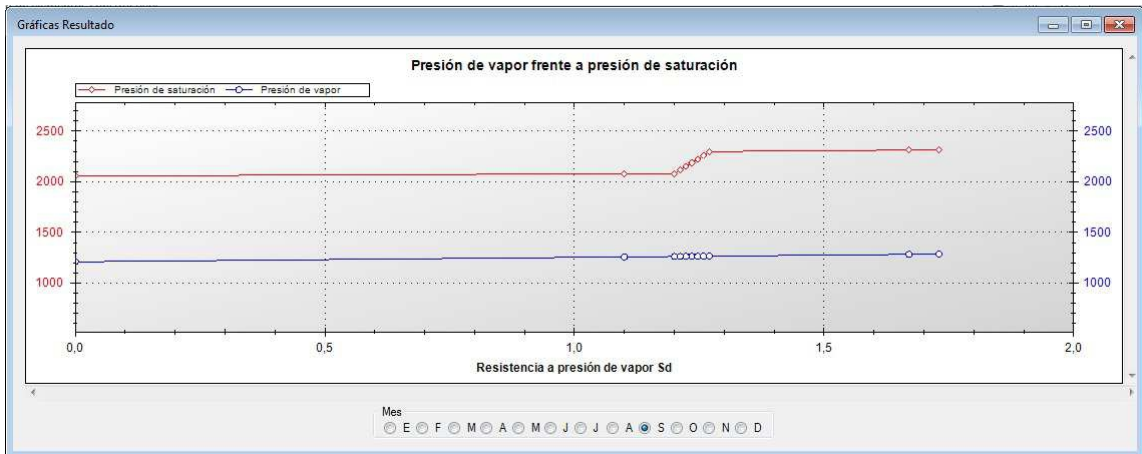 Gráficas Resultado
Presión de vapor frente a presión de saturación
Presión de saturación Presión de vapor
2500 2500
2000 2000
1500 1500
1000 1000
0,0 0,5 1,0 1,5 2,0
Resistencia a presión de vapor Sd
Mes
E F M A M J J A S O N D